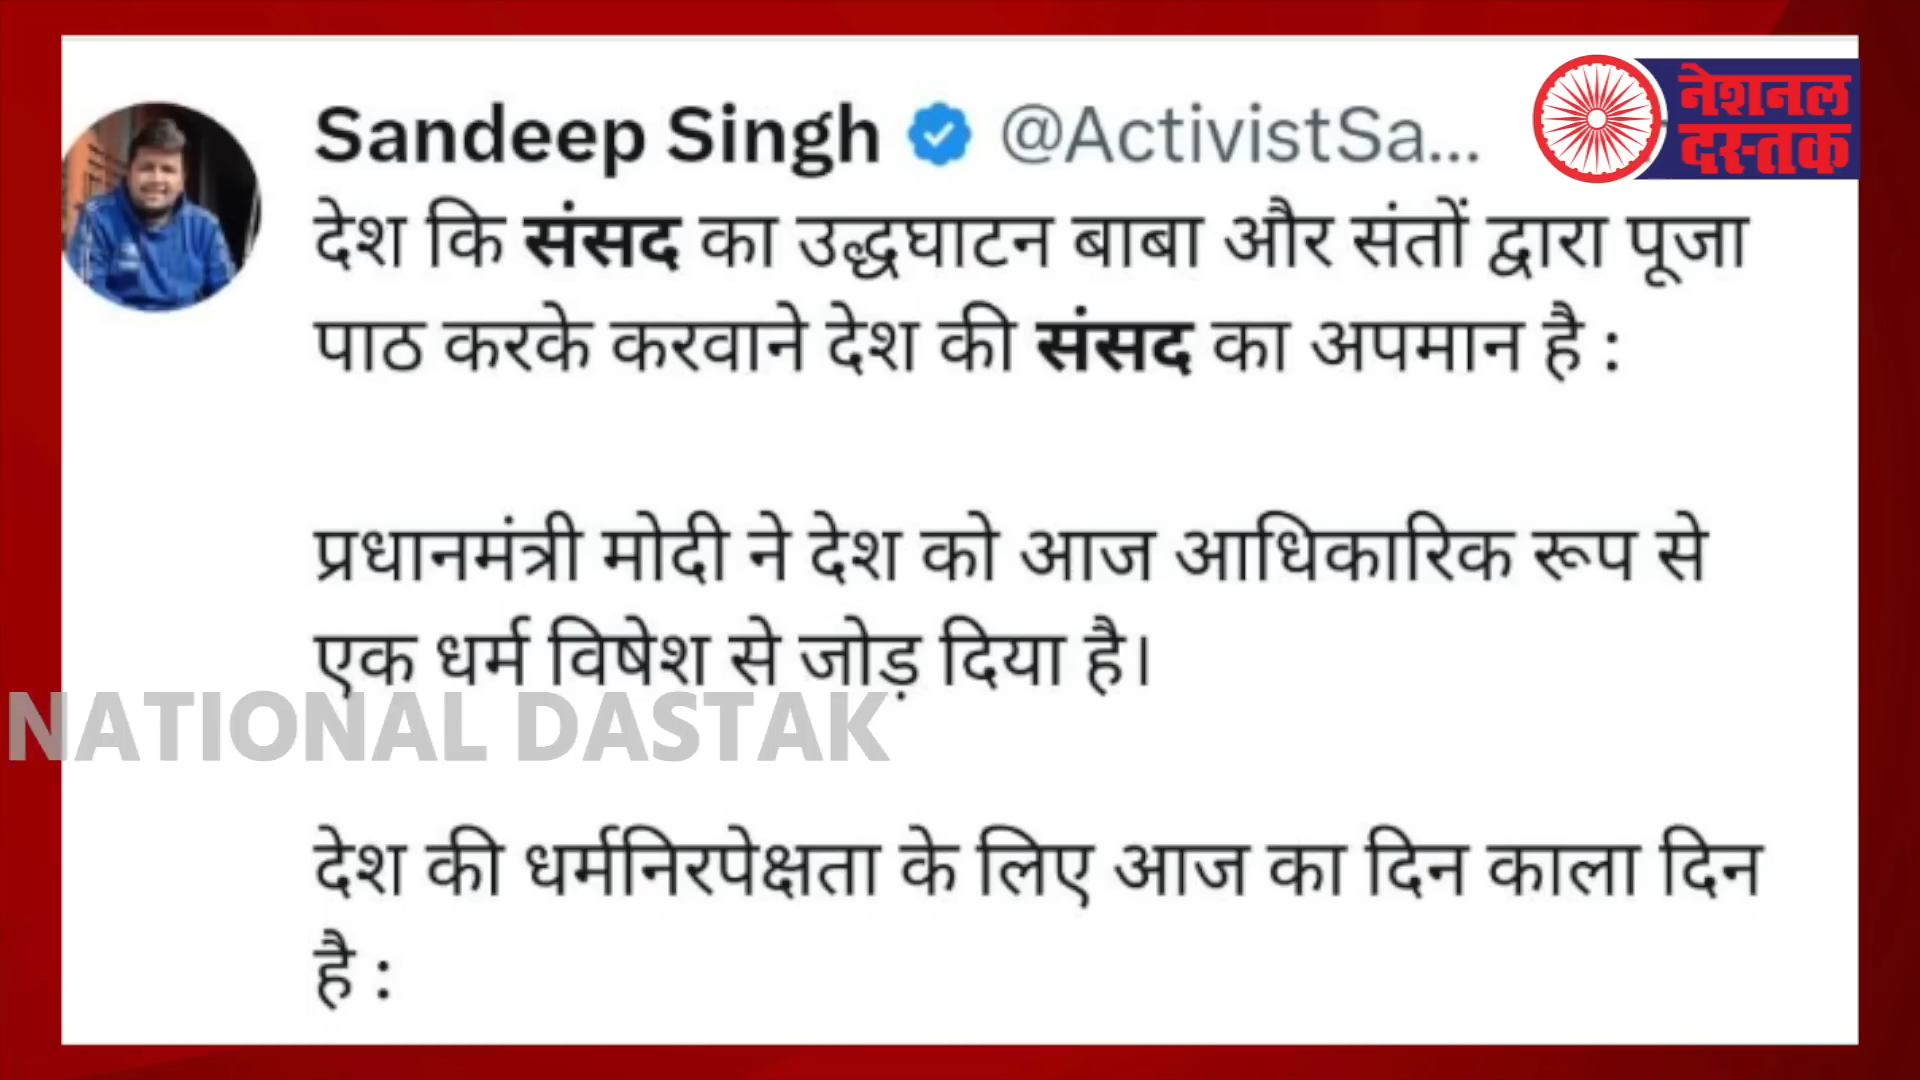 Sandeep Singh @ActivistSa...
नेशनल
दस्तक
देश कि संसद का उद्धघाटन बाबा और संतों द्वारा पूजा
पाठ करके करवाने देश की संसद का अपमान है :
प्रधानमंत्री मोदी ने देश को आज आधिकारिक रूप से
एक धर्म विषेश से जोड़ दिया है।
NATIONAL DASTAK
देश की धर्मनिरपेक्षता के लिए आज का दिन काला दिन
है :